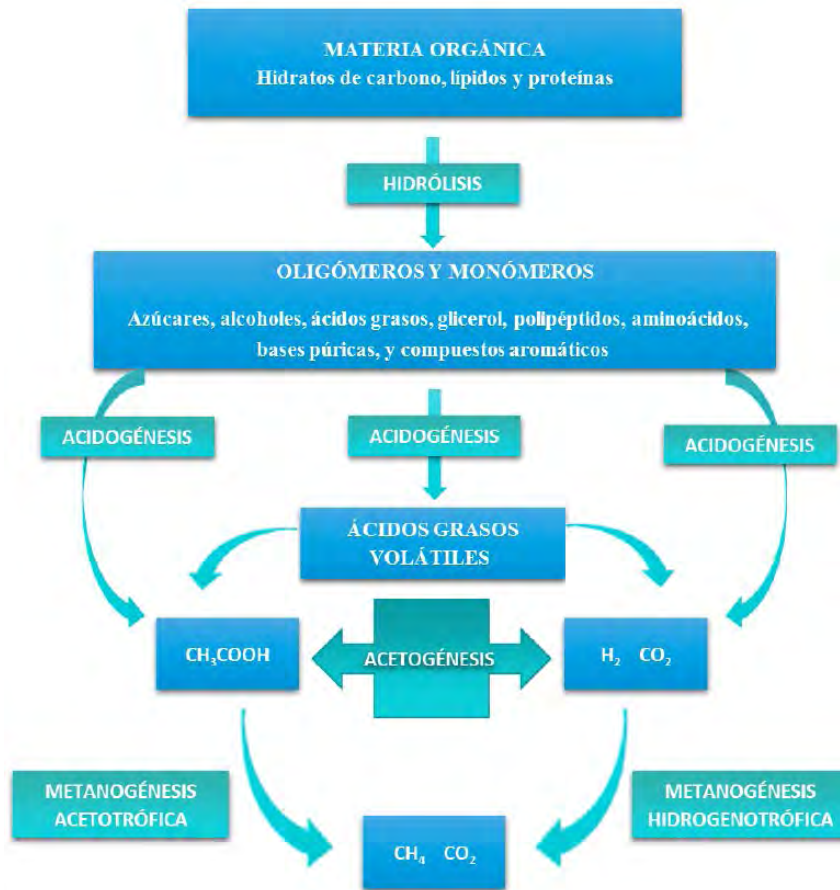 MATERIA ORGÁNICA
Hidratos de carbono, lípidos y proteínas
HIDRÓLISIS
OLIGÓMEROS Y MONÓMEROS
Azúcares, alcoholes, ácidos grasos, glicerol, polipéptidos, aminoácidos,
bases púricas, y compuestos aromáticos
ACIDOGÉNESIS
ACIDOGÉNESIS
ACIDOGÉNESIS
ÁCIDOS GRASOS
VOLÁTILES
CH₃COOH
ACETOGÉNESIS
H₂ CO₂
METANOGÉNESIS
ACETOTRÓFICA
METANOGÉNESIS
HIDROGENOTRÓFICA
CH₄ CO₂